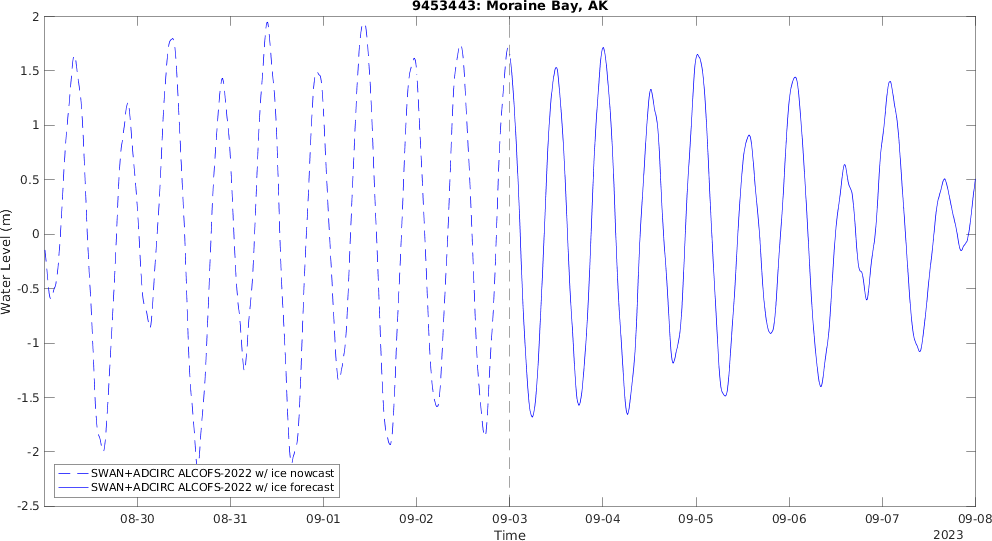 9453443: Moraine Bay, AK
2
1.5
1
0.5
0
-0.5
-1
-1.5
-2
-2.5
Water Level (m)
SWAN+ADCIRC ALCOFS-2022 w/ ice nowcast
SWAN+ADCIRC ALCOFS-2022 w/ ice forecast
08-30 08-31 09-01 09-02 09-03 09-04 09-05 09-06 09-07 09-08
Time
2023